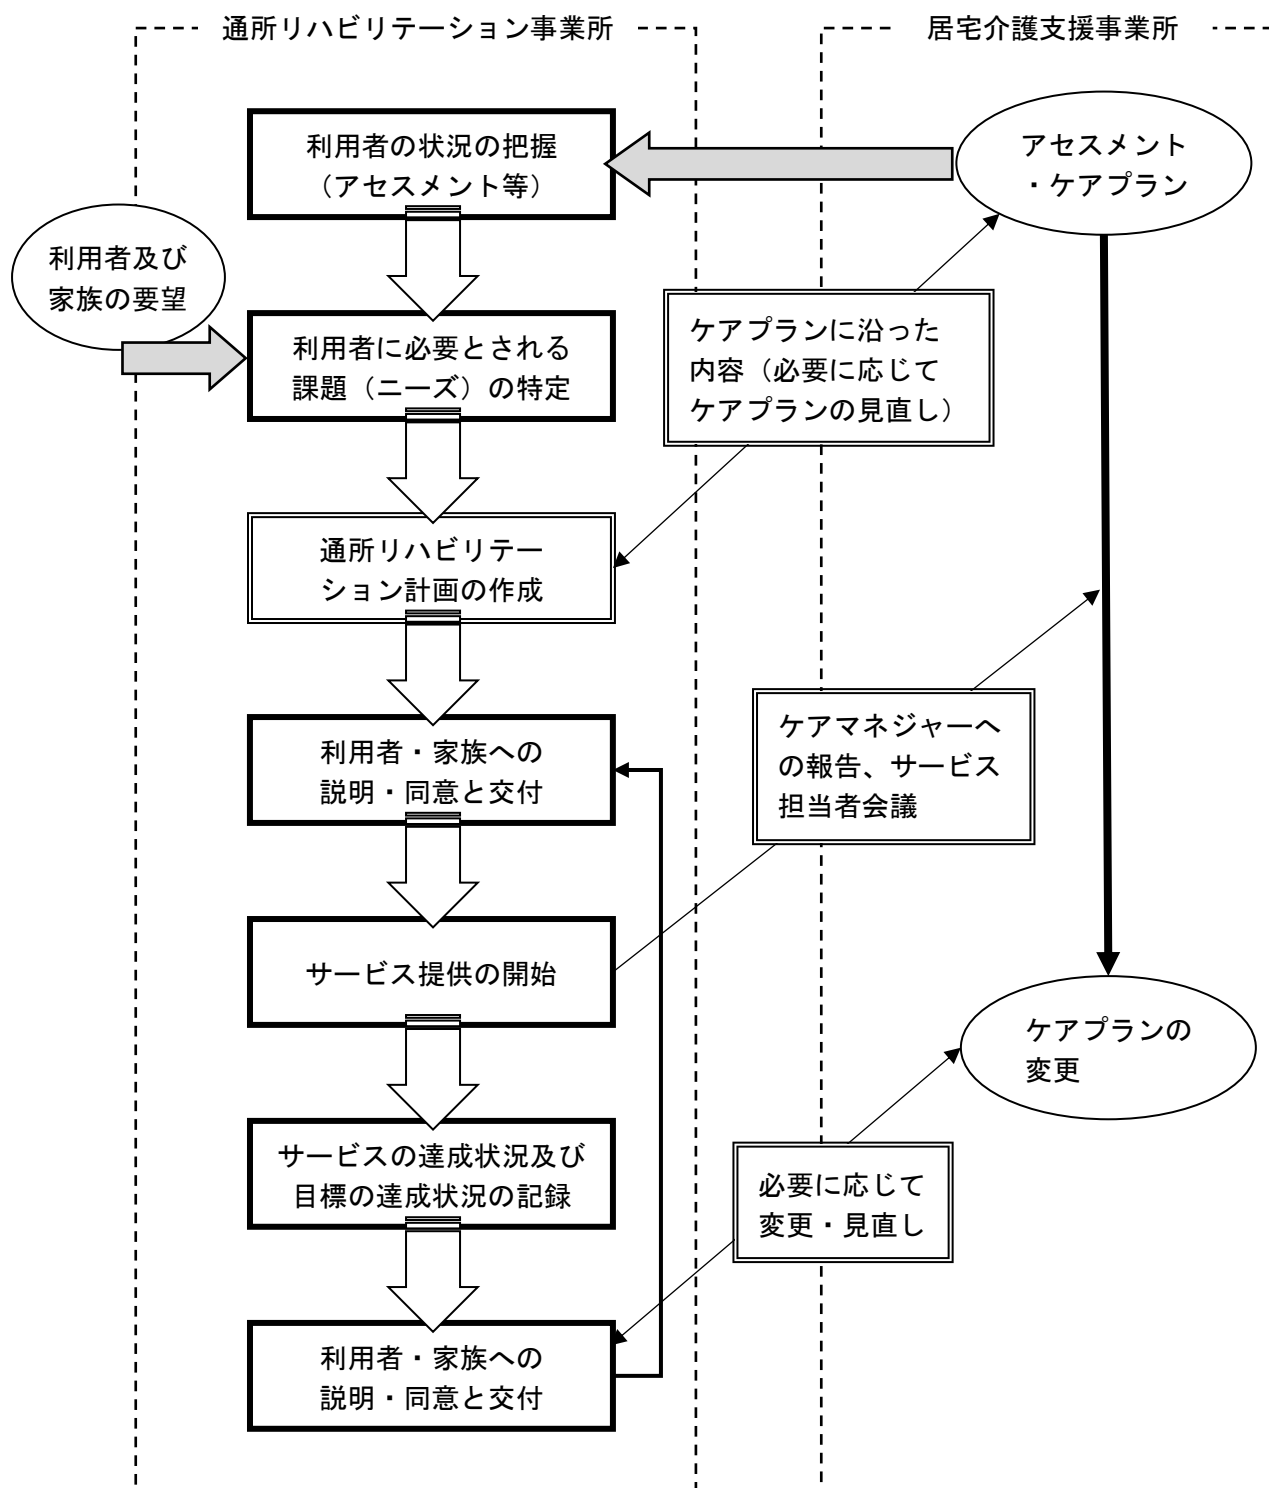 通所リハビリテーション事業所
居宅介護支援事業所
利用者の状況の把握
（アセスメント等）
アセスメント
・ケアプラン
利用者及び
家族の要望
利用者に必要とされる
課題（ニーズ）の特定
ケアプランに沿った
内容（必要に応じて
ケアプランの見直し）
通所リハビリテー
ション計画の作成
利用者・家族への
説明・同意と交付
ケアマネジャーへ
の報告、サービス
担当者会議
サービス提供の開始
ケアプランの
変更
サービスの達成状況及び
目標の達成状況の記録
必要に応じて
変更・見直し
利用者・家族への
説明・同意と交付